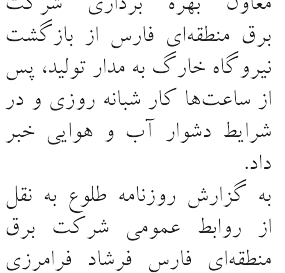 معاون بهره برداری شرکت
برق منطقه‌ای فارس از بازگشت
نیروگاه خارگ به مدار تولید، پس
از ساعت‌ها کار شبانه روزی و در
شرایط دشوار آب و هوایی خبر
داد.
به گزارش روزنامه طلوع به نقل
از روابط عمومی شرکت برق
منطقه‌ای فارس فرشاد فرامرزی